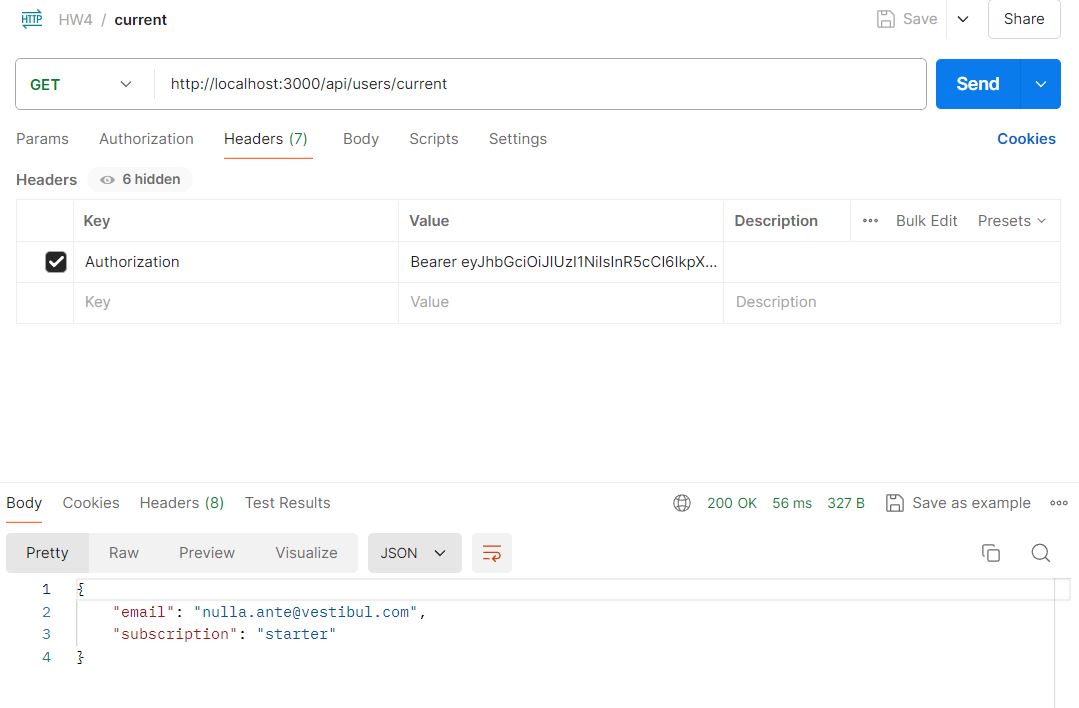 HTTP HW4 / current Save Share
GET http://localhost:3000/api/users/current Send
Params Authorization Headers (7) Body Scripts Settings Cookies
Headers 6 hidden
Key Value Description Bulk Edit Presets
Authorization Bearer eyJhbGciOiJIUzI1NiIsInR5cCI6IkpX...
Key Value Description
Body Cookies Headers (8) Test Results 200 OK 56 ms 327 B Save as example
Pretty Raw Preview Visualize JSON
1 {
2 "email": "nulla.ante@vestibul.com",
3 "subscription": "starter"
4 }